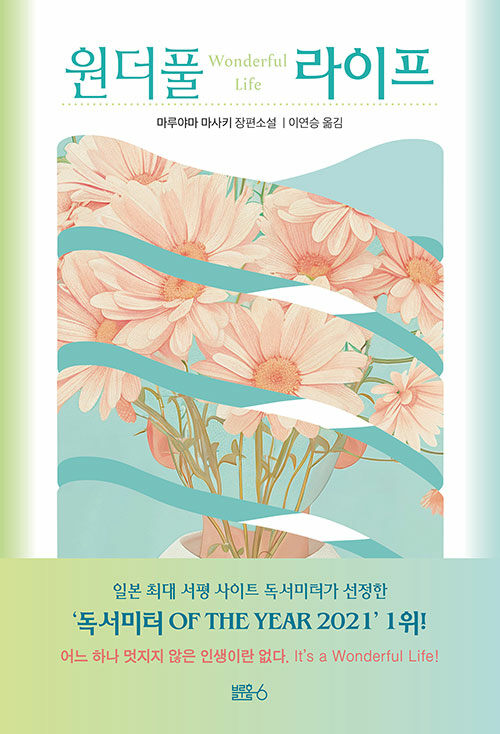 원더풀 Wonderful Life 라이프
마루야마 마사키 장편소설 | 이연승 옮김
일본 최대 서평 사이트 독서미터가 선정한
‘독서미터 OF THE YEAR 2021’ 1위!
어느 하나 멋지지 않은 인생이란 없다. It's a Wonderful Life!
블루홀6